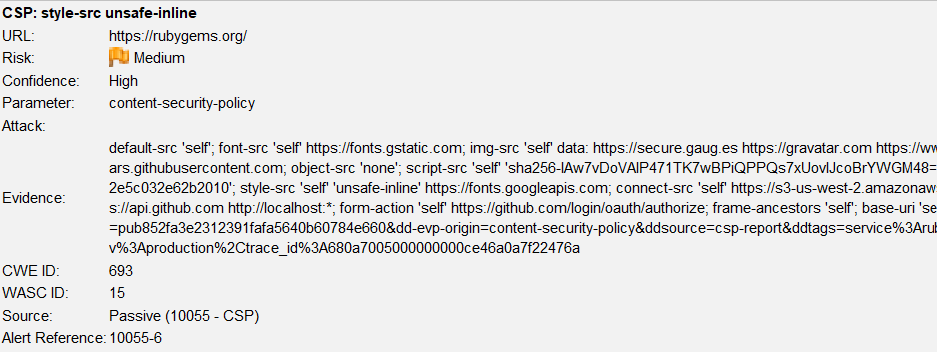 CSP: style-src unsafe-inline
URL: https://rubygems.org/
Risk: Medium
Confidence: High
Parameter: content-security-policy
Attack:
Evidence:
default-src 'self'; font-src 'self' https://fonts.gstatic.com; img-src 'self' data: https://secure.gaug.es https://gravatar.com https://ww
ars.githubusercontent.com; object-src 'none'; script-src 'self' 'sha256-lAw7vDoVAlP471TK7wBPiQPPQs7xUovlJcoBrYWGM48=
2e5c032e62b2010'; style-src 'self' 'unsafe-inline' https://fonts.googleapis.com; connect-src 'self' https://s3-us-west-2.amazonaw
s://api.github.com http://localhost:*; form-action 'self' https://github.com/login/oauth/authorize; frame-ancestors 'self'; base-uri 'se
=pub852fa3e2312391fafa5640b60784e660&dd-evp-origin=content-security-policy&ddsource=csp-report&ddtags=service%3Arub
v%3Aproduction%2Ctrace_id%3A680a7005000000000ce46a0a7f22476a
CWE ID: 693
WASC ID: 15
Source: Passive (10055 - CSP)
Alert Reference: 10055-6